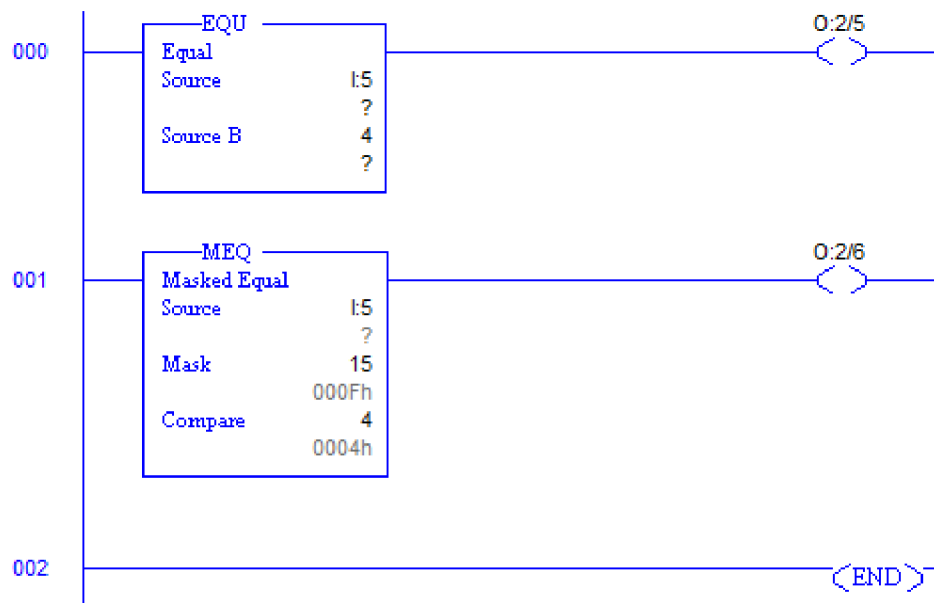 EQU
O:2/5
000
Equal
Source I:5
?
Source B 4
?
MEQ
O:2/6
001
Masked Equal
Source I:5
?
Mask 15
000Fh
Compare 4
0004h
002
END